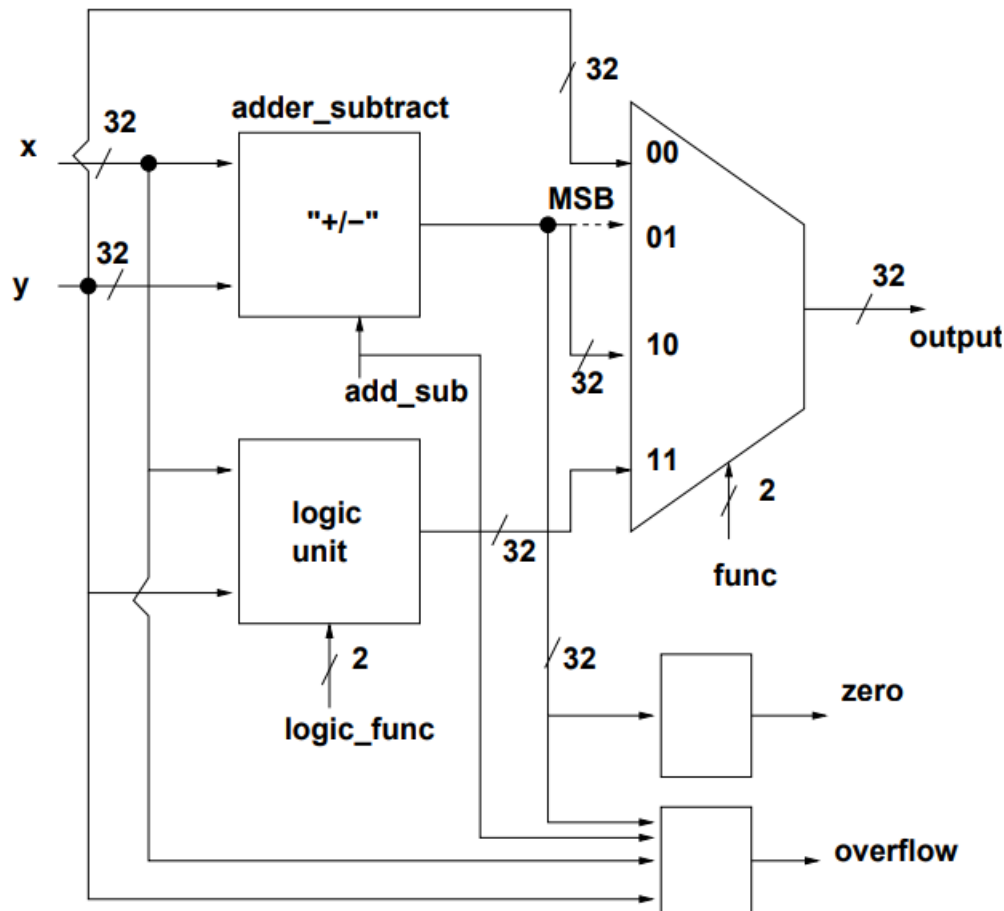 32
adder_subtract
32
x
00
MSB
"+/−"
01
32
y
32
output
10
32
add_sub
11
2
logic
unit
32
func
32
2
zero
logic_func
overflow